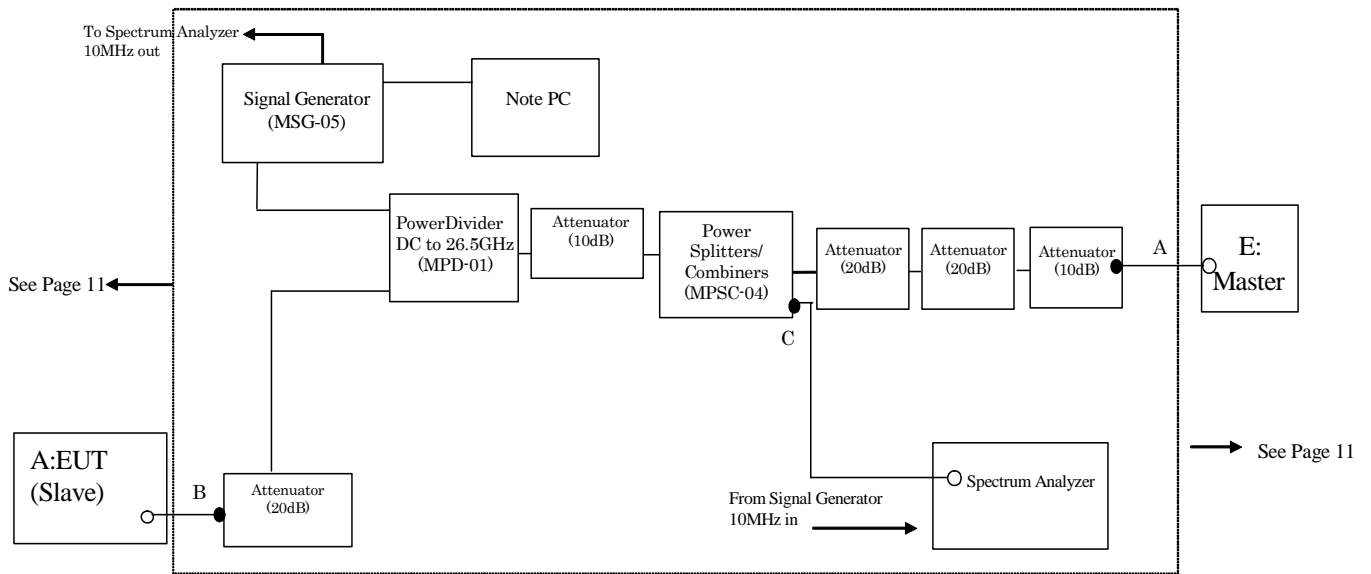 To Spectrum Analyzer
10MHz out
Signal Generator
(MSG-05)
Note PC
PowerDivider
DC to 26.5GHz
(MPD-01)
Attenuator
(10dB)
Power
Splitters/
Combiners
(MPSC-04)
Attenuator
(20dB)
Attenuator
(20dB)
Attenuator
(10dB)
A
E:
Master
See Page 11
C
A:EUT
(Slave)
B
Attenuator
(20dB)
From Signal Generator
10MHz in
Spectrum Analyzer
See Page 11